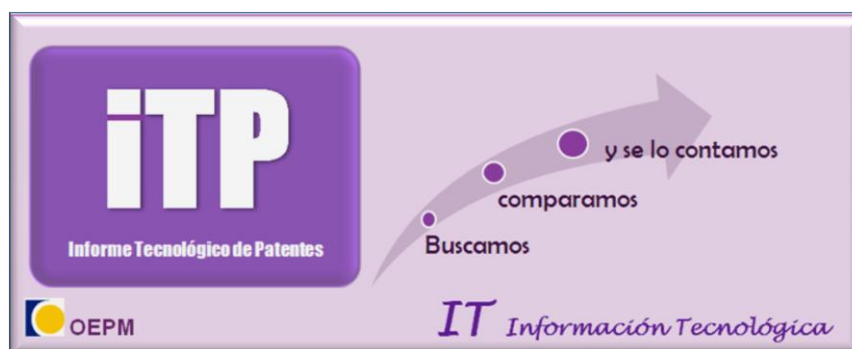 iTP
Informe Tecnológico de Patentes
y se lo contamos
comparamos
Buscamos
OEPM
IT Información Tecnológica